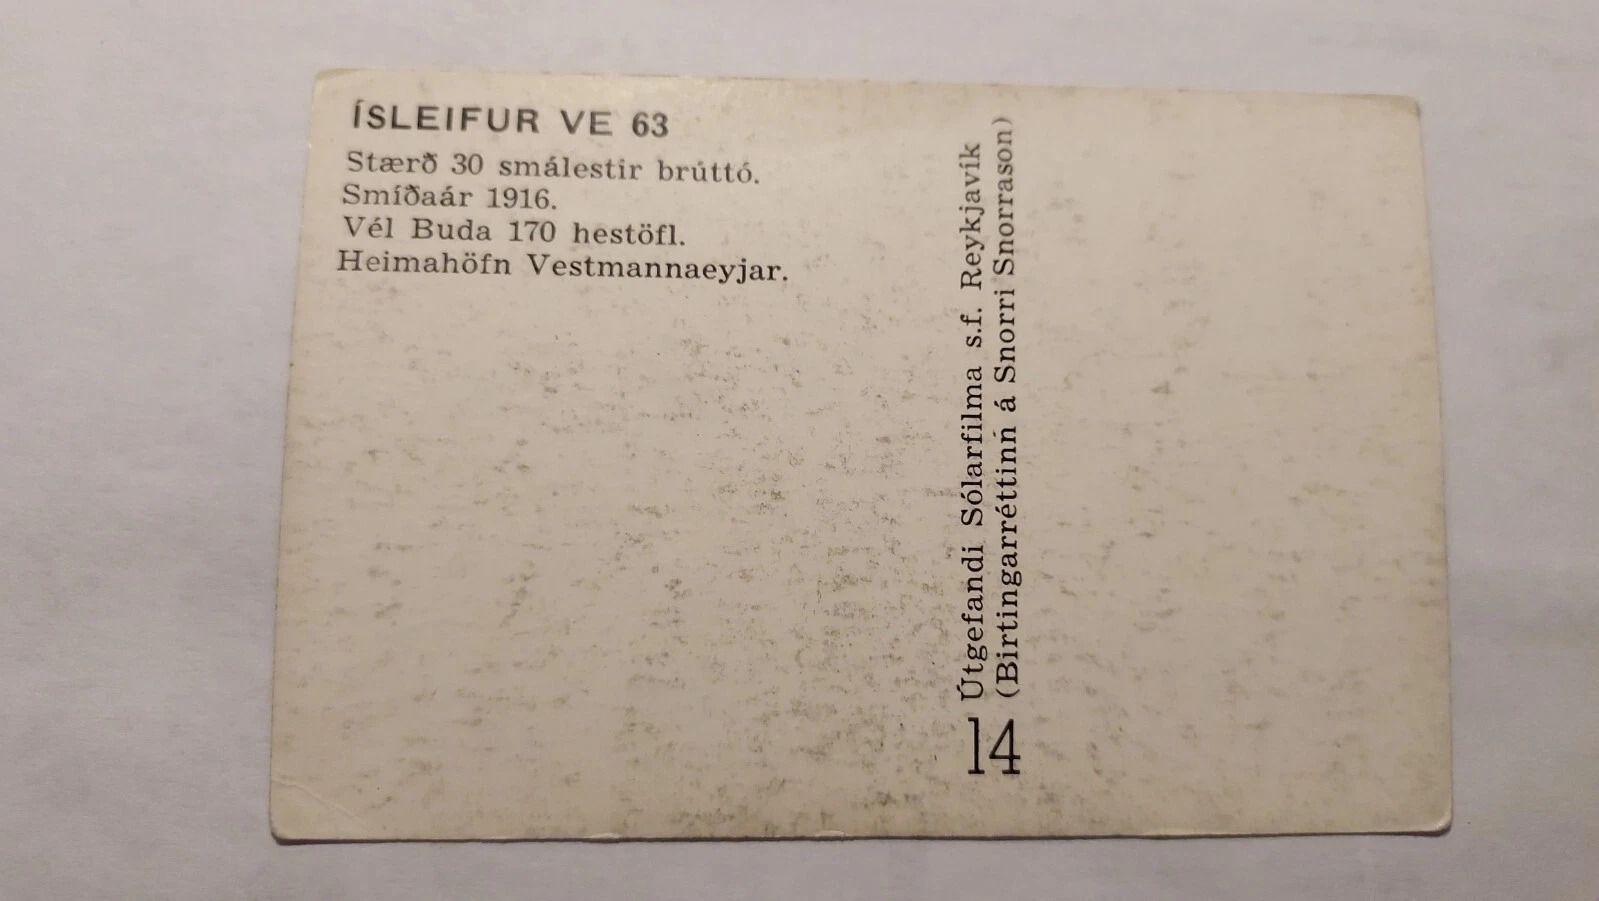 ÍSLEIFUR VE 63
Stærð 30 smálestir brúttó.
Smíðaár 1916.
Vél Buda 170 hestöfl.
Heimahöfn Vestmannaeyjar.
14
Útgefandi Sólarfilma s.f. Reykjavik
(Birtingarréttinn á Snorri Snorrason)